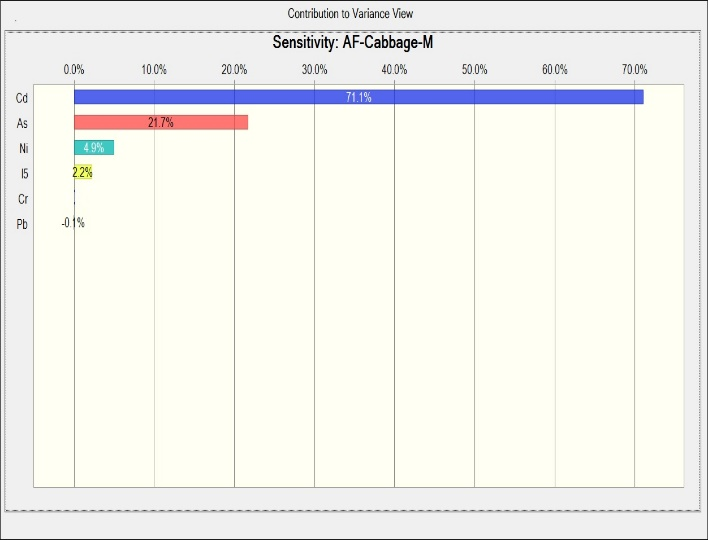 Contribution to Variance View
Sensitivity: AF-Cabbage-M
0.0% 10.0% 20.0% 30.0% 40.0% 50.0% 60.0% 70.0%
Cd 71.1%
As 21.7%
Ni 4.9%
I5 2.2%
Cr
Pb -0.1%